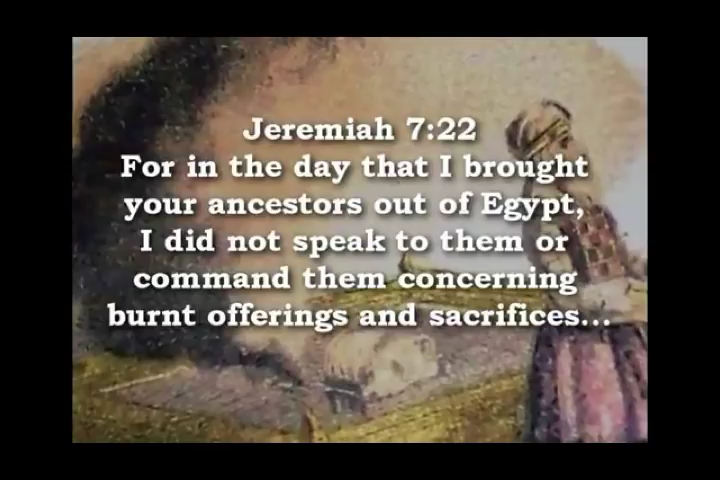 Jeremiah 7:22
For in the day that I brought
your ancestors out of Egypt,
I did not speak to them or
command them concerning
burnt offerings and sacrifices...